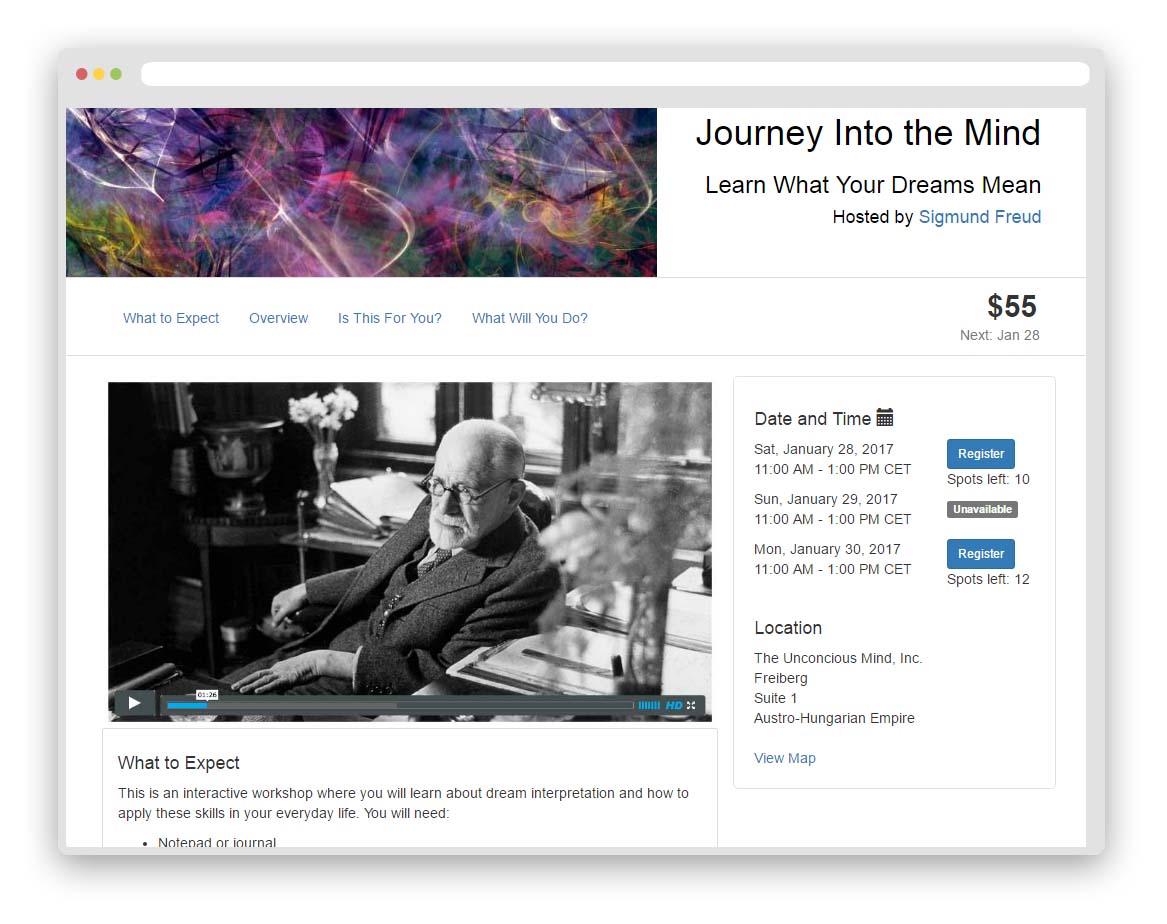 Journey Into the Mind
Learn What Your Dreams Mean
Hosted by Sigmund Freud
What to Expect
Overview
Is This For You?
What Will You Do?
$55
Next: Jan 28
01:26
HD
What to Expect
This is an interactive workshop where you will learn about dream interpretation and how to
apply these skills in your everyday life. You will need:
• Notepad or journal
Date and Time
Sat, January 28, 2017
11:00 AM - 1:00 PM CET
Register
Spots left: 10
Sun, January 29, 2017
11:00 AM - 1:00 PM CET
Unavailable
Mon, January 30, 2017
11:00 AM - 1:00 PM CET
Register
Spots left: 12
Location
The Unconcious Mind, Inc.
Freiberg
Suite 1
Austro-Hungarian Empire
View Map